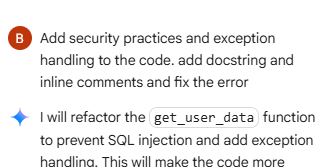 B
Add security practices and exception
handling to the code. add docstring and
inline comments and fix the error
I will refactor the get_user_data function
to prevent SQL injection and add exception
handling. This will make the code more